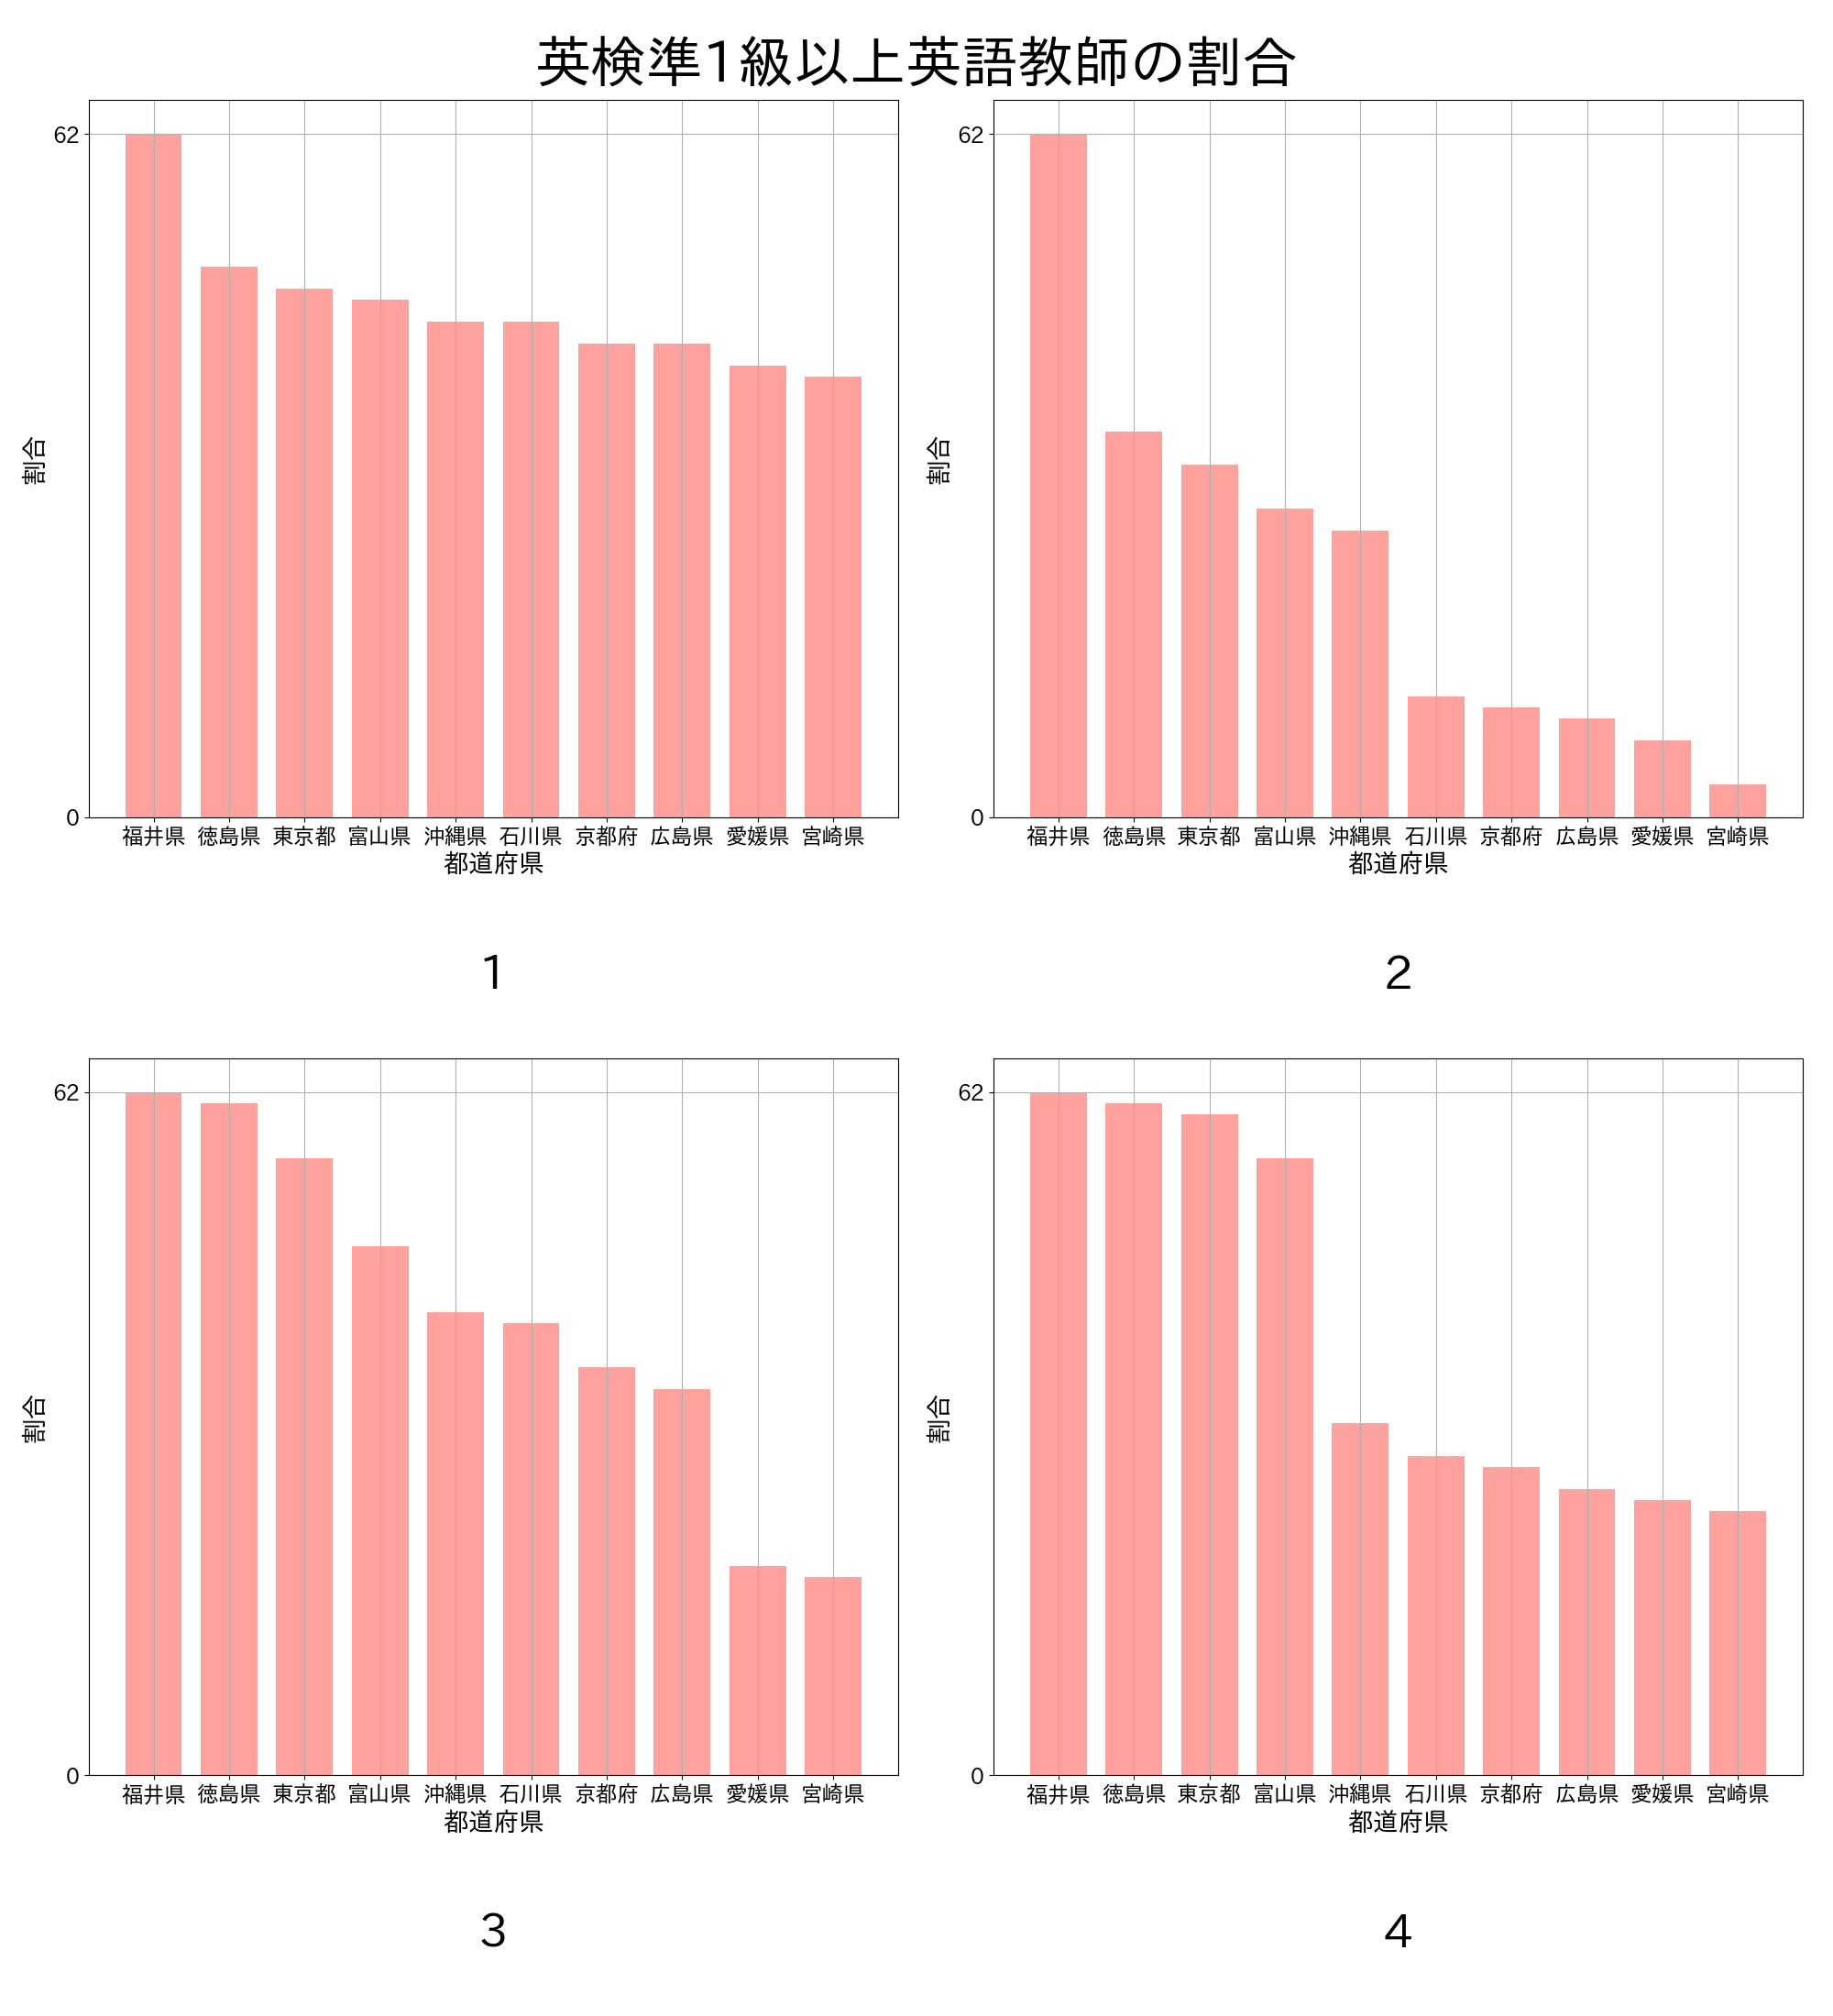 英検準1級以上英語教師の割合
62
0
割合
福井県 徳島県 東京都 富山県 沖縄県 石川県 京都府 広島県 愛媛県 宮崎県
都道府県
1
62
0
割合
福井県 徳島県 東京都 富山県 沖縄県 石川県 京都府 広島県 愛媛県 宮崎県
都道府県
2
62
0
割合
福井県 徳島県 東京都 富山県 沖縄県 石川県 京都府 広島県 愛媛県 宮崎県
都道府県
3
62
0
割合
福井県 徳島県 東京都 富山県 沖縄県 石川県 京都府 広島県 愛媛県 宮崎県
都道府県
4